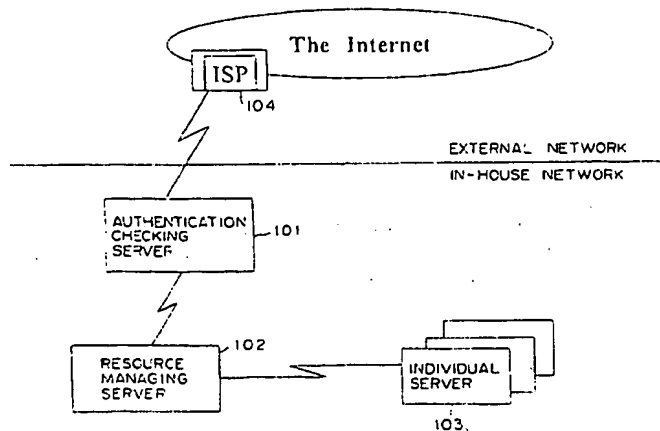 The Internet
ISP
104
EXTERNAL NETWORK
IN-HOUSE NETWORK
AUTHENTICATION
CHECKING
SERVER
101
102
RESOURCE
MANAGING
SERVER
INDIVIDUAL
SERVER
103